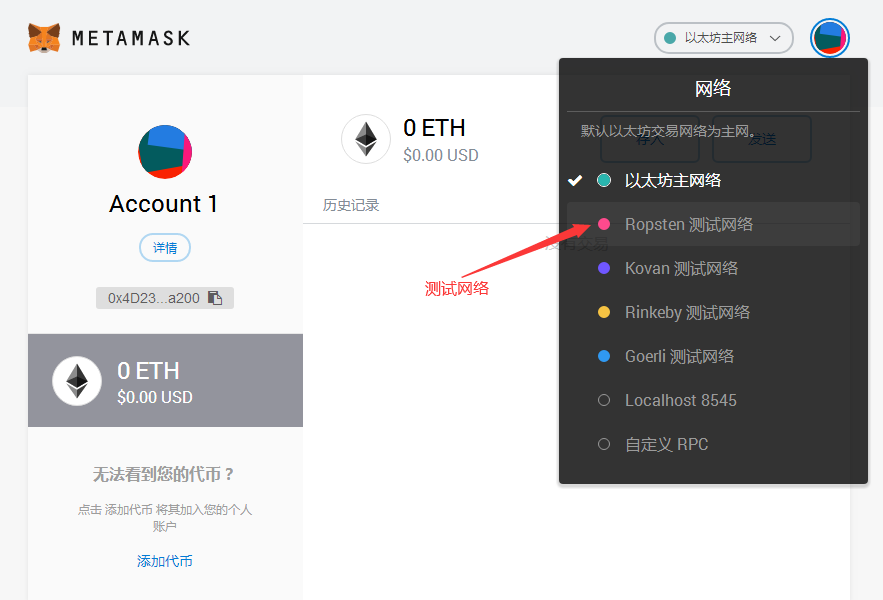 METAMASK
以太坊主网络
Account 1
详情
0x4D23...a200
0 ETH
$0.00 USD
无法看到您的代币？
点击 添加代币 将其加入您的个人
账户
添加代币
0 ETH
$0.00 USD
存入
发送
历史记录
没有交易
测试网络
网络
默认以太坊交易网络为主网。
以太坊主网络
Ropsten 测试网络
Kovan 测试网络
Rinkeby 测试网络
Goerli 测试网络
Localhost 8545
自定义 RPC